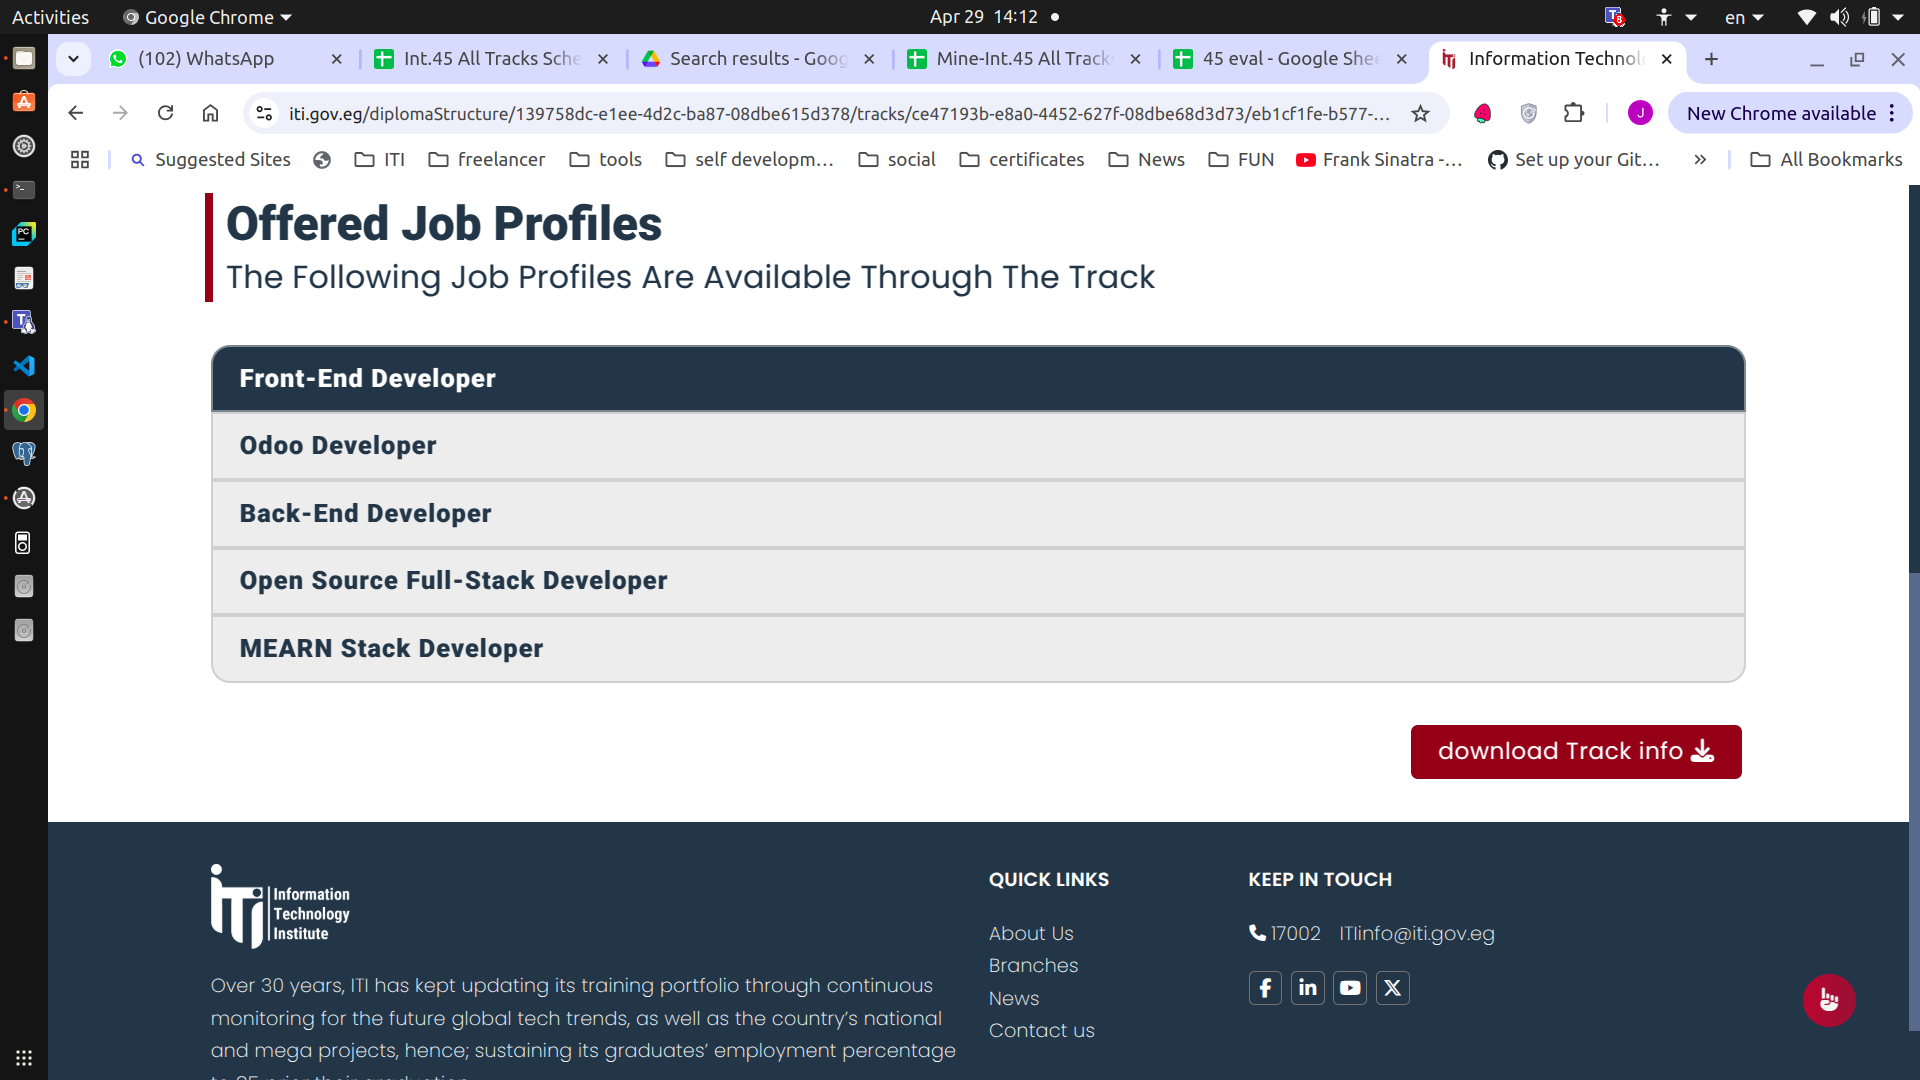 Activities
Google Chrome
Apr 29 14:12
en
(102) WhatsApp
Int.45 All Tracks Sche
Search results - Goog
Mine-Int.45 All Track
45 eval - Google Shee
Information Technol
iti.gov.eg/diplomaStructure/139758dc-e1ee-4d2c-ba87-08dbe615d378/tracks/ce47193b-e8a0-4452-627f-08dbe68d3d73/eb1cf1fe-b577-...
J
New Chrome available
Suggested Sites
ITI
freelancer
tools
self developm...
social
certificates
News
FUN
Frank Sinatra -...
Set up your Git...
All Bookmarks
Offered Job Profiles
The Following Job Profiles Are Available Through The Track
Front-End Developer
Odoo Developer
Back-End Developer
Open Source Full-Stack Developer
MEARN Stack Developer
download Track info
iTi Information
Technology
Institute
Over 30 years, ITI has kept updating its training portfolio through continuous
monitoring for the future global tech trends, as well as the country's national
and mega projects, hence; sustaining its graduates' employment percentage
QUICK LINKS
About Us
Branches
News
Contact us
KEEP IN TOUCH
17002 ITIinfo@iti.gov.eg